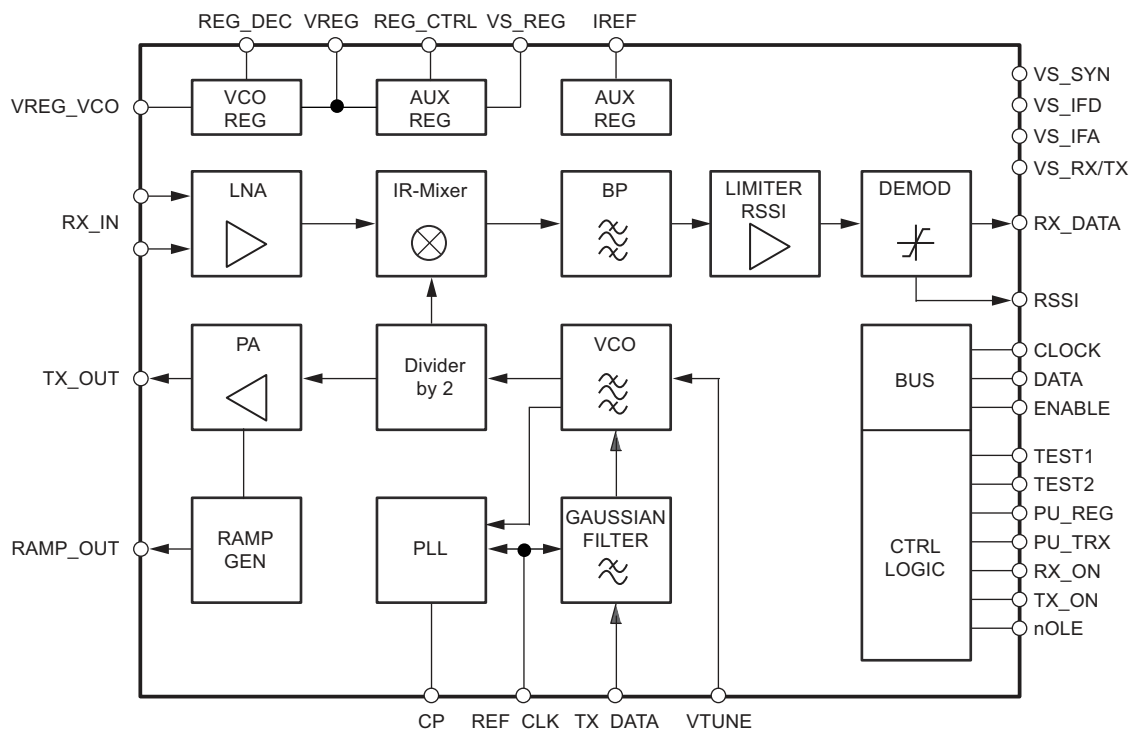 REG_DEC VREG REG_CTRL VS_REG IREF
VREG_VCO
VCO
REG
AUX
REG
AUX
REG
VS_SYN
VS_IFD
VS_IFA
VS_RX/TX
RX_IN
LNA
IR-Mixer
BP
LIMITER
RSSI
DEMOD
RX_DATA
RSSI
TX_OUT
PA
Divider
by 2
VCO
BUS
CLOCK
DATA
ENABLE
RAMP_OUT
RAMP
GEN
PLL
GAUSSIAN
FILTER
CTRL
LOGIC
TEST1
TEST2
PU_REG
PU_TRX
RX_ON
TX_ON
nOLE
CP REF CLK TX DATA VTUNE